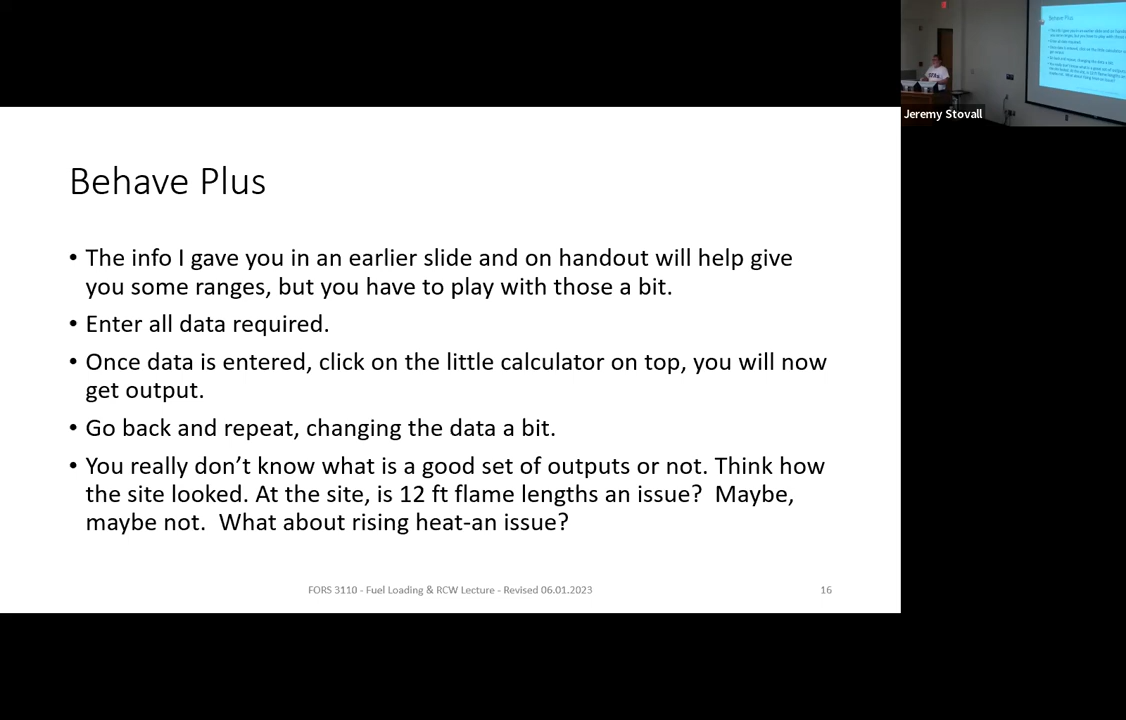 Behave Plus
• The info I gave you in an earlier slide and on handout will help give
you some ranges, but you have to play with those a bit.
• Enter all data required.
• Once data is entered, click on the little calculator on top, you will now
get output.
• Go back and repeat, changing the data a bit.
• You really don’t know what is a good set of outputs or not. Think how
the site looked. At the site, is 12 ft flame lengths an issue?  Maybe,
maybe not.  What about rising heat-an issue?
FORS 3110 - Fuel Loading & RCW Lecture - Revised 06.01.2023
16
Behave Plus
Jeremy Stovall